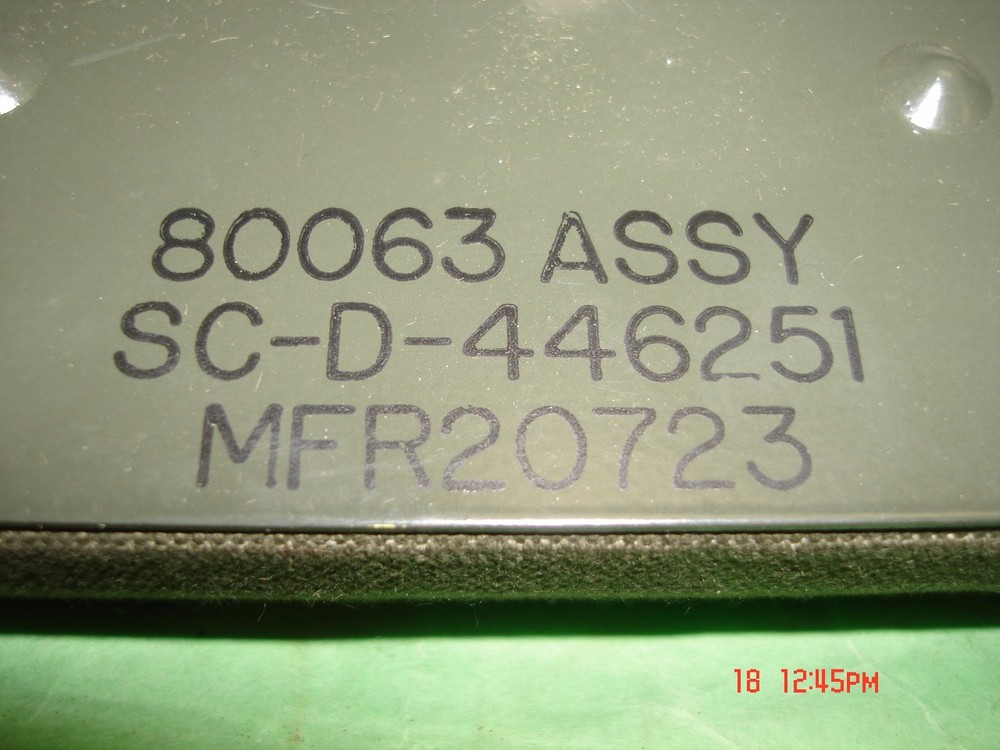 80063 ASSY
SC-D-446251
MFR20723
18 12:45PM